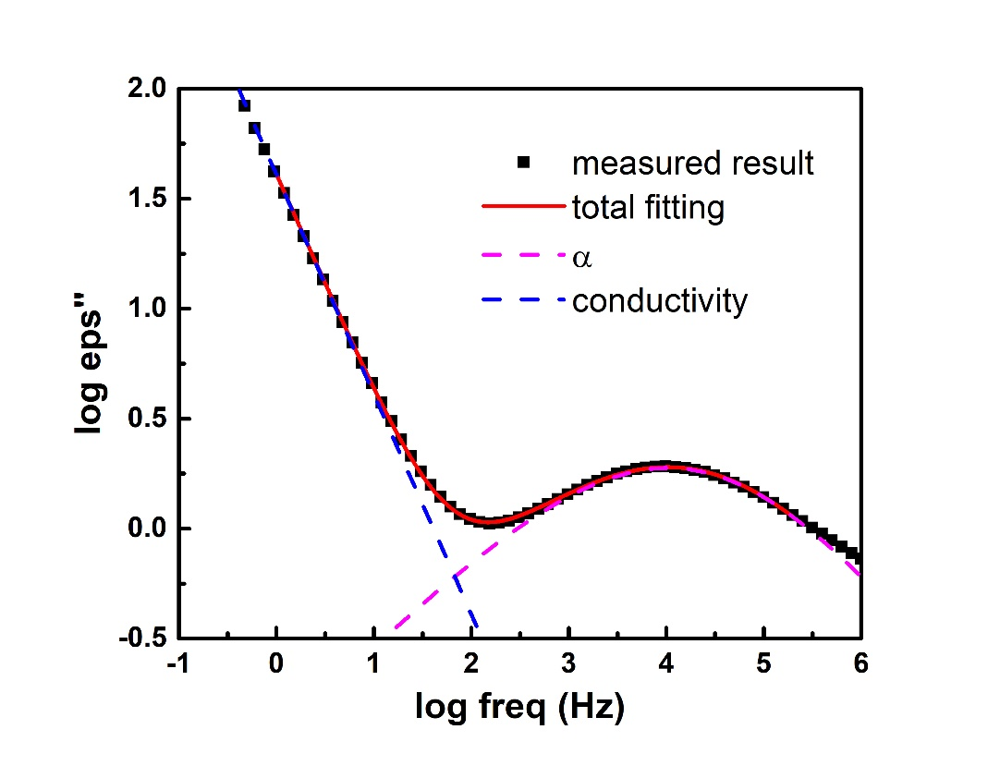 2.0
1.5
1.0
0.5
0.0
-0.5
log eps"
measured result
total fitting
α
conductivity
-1 0 1 2 3 4 5 6
log freq (Hz)